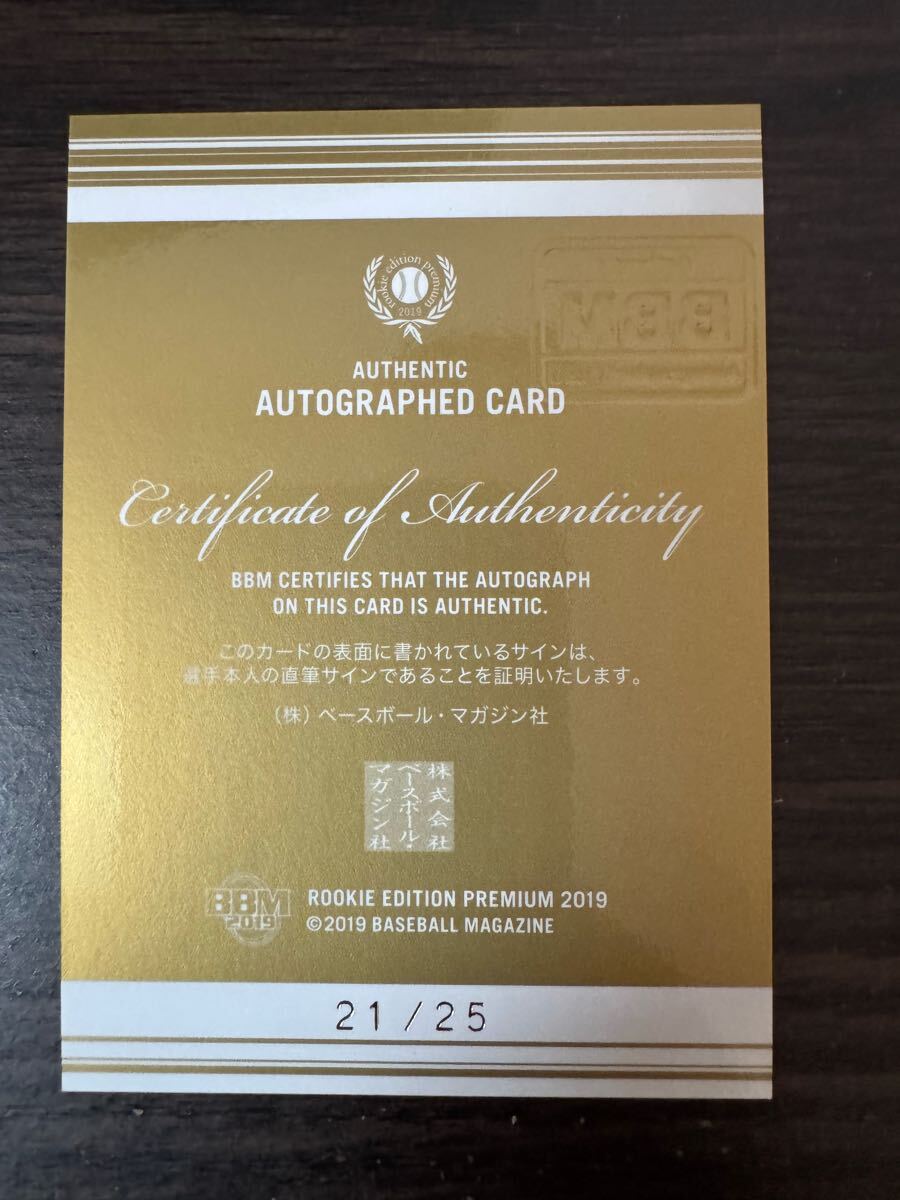 rookie edition premium
2019
BBM
AUTHENTIC
AUTOGRAPHED CARD
Certificate of Authenticity
BBM CERTIFIES THAT THE AUTOGRAPH
ON THIS CARD IS AUTHENTIC.
このカードの表面に書かれているサインは、
選手本人の直筆サインであることを証明いたします。
（株）ベースボール・マガジン社
株式会社
ベースボール・
マガジン社
BBM
2019
ROOKIE EDITION PREMIUM 2019
©2019 BASEBALL MAGAZINE
21/25